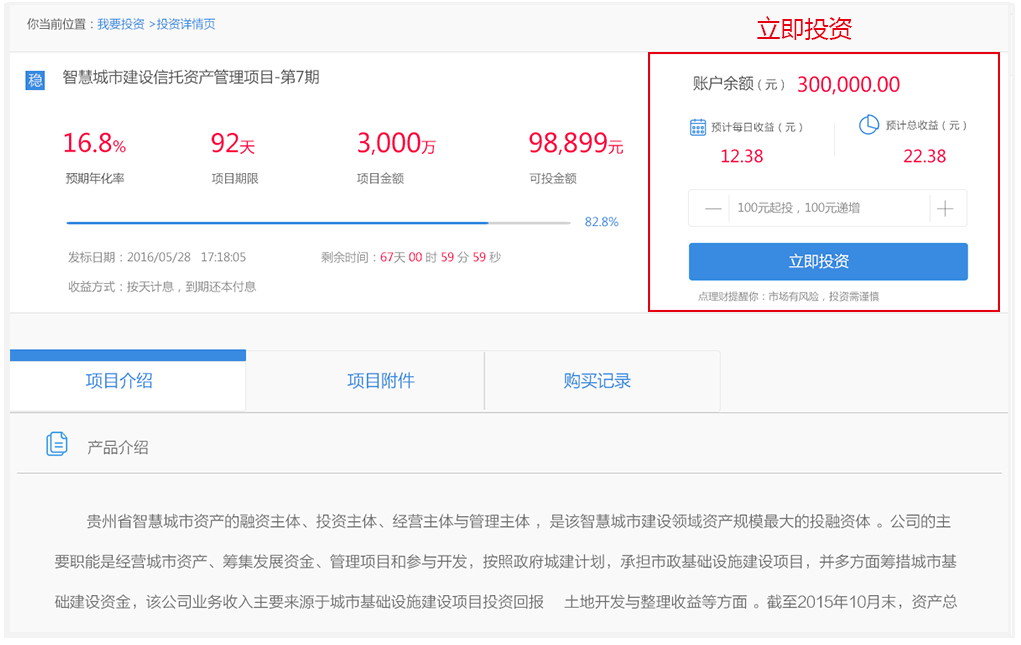 你当前位置：我要投资 >投资详情页
立即投资
稳 智慧城市建设信托资产管理项目-第7期
16.8% 92天 3,000万 98,899元
预期年化率 项目期限 项目金额 可投金额
82.8%
发标日期：2016/05/28 17:18:05 剩余时间：67天 00 时 59 分 59 秒
收益方式：按天计息，到期还本付息
账户余额（元） 300,000.00
预计每日收益（元） 预计总收益（元）
12.38 22.38
— 100元起投，100元递增 +
立即投资
点理财提醒你：市场有风险，投资需谨慎
项目介绍 项目附件 购买记录
产品介绍
贵州省智慧城市资产的融资主体、投资主体、经营主体与管理主体 ，是该智慧城市建设领域资产规模最大的投融资体 。公司的主
要职能是经营城市资产、筹集发展资金、管理项目和参与开发，按照政府城建计划，承担市政基础设施建设项目，并多方面筹措城市基
础建设资金，该公司业务收入主要来源于城市基础设施建设项目投资回报 土地开发与整理收益等方面 。截至2015年10月末，资产总